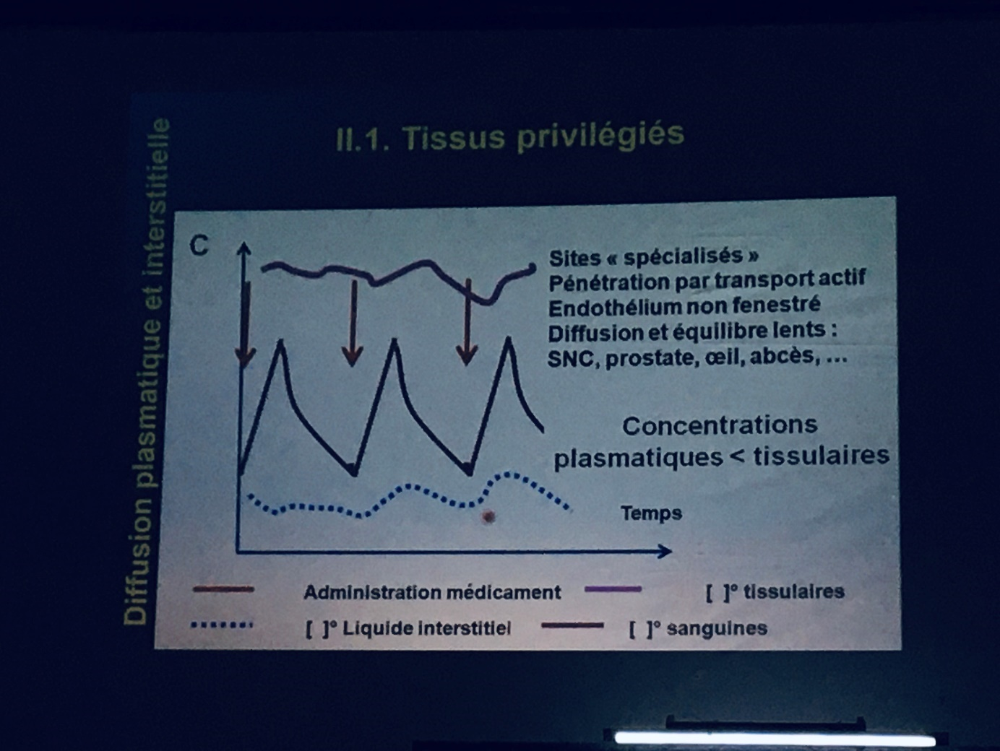 II.1. Tissus privilégiés
Diffusion plasmatique et interstitielle
C
Sites « spécialisés »
Pénétration par transport actif
Endothélium non fenestré
Diffusion et équilibre lents :
SNC, prostate, œil, abcès, ...
Concentrations
plasmatiques < tissulaires
Temps
Administration médicament
[ ]° tissulaires
[ ]° Liquide interstitiel
[ ]° sanguines